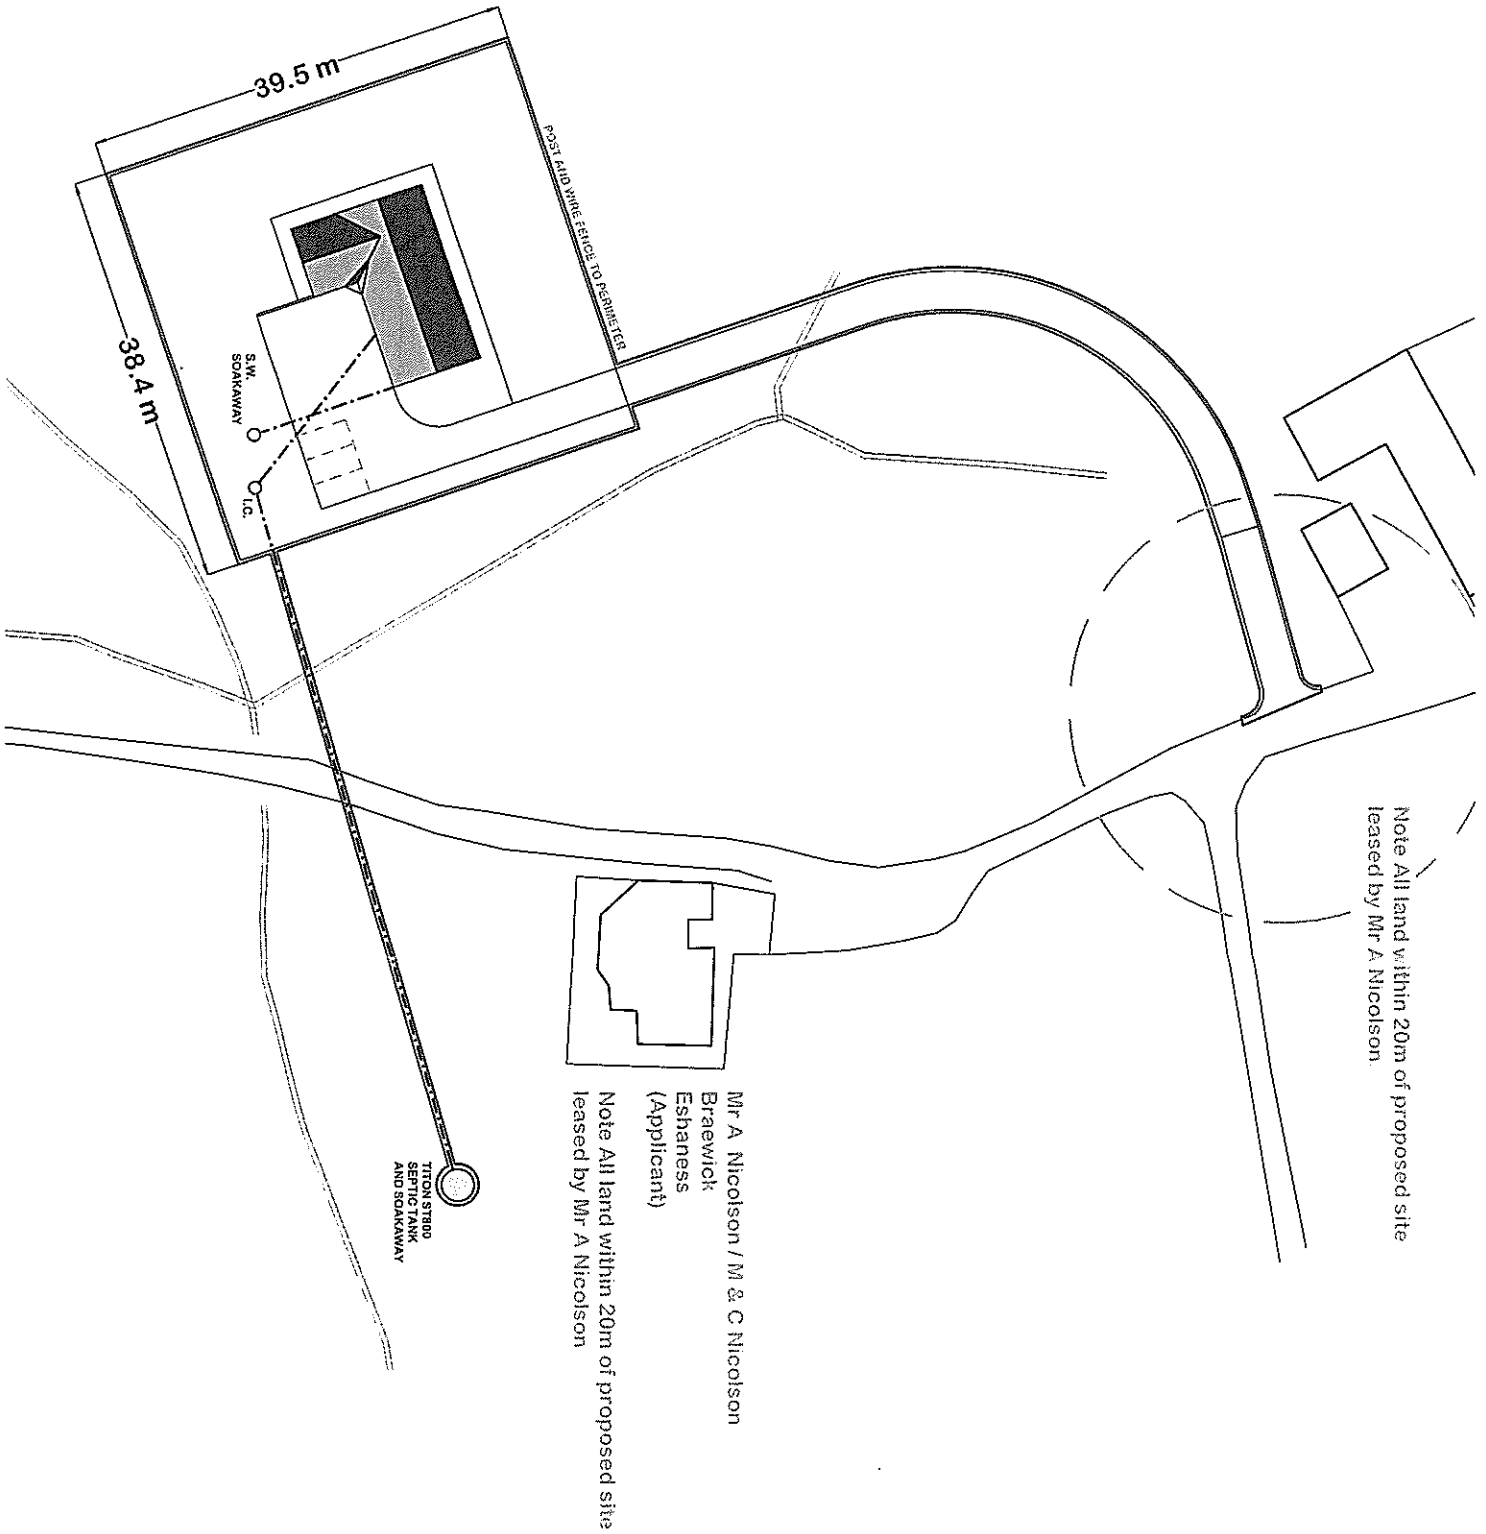 39.5 m
POST AND WIRE FENCE TO PERIMETER
38.4 m
S.W.
SOAKAWAY
I.C.
Note All land within 20m of proposed site
leased by Mr A Nicolson.
Mr A Nicolson / M & C Nicolson
Braewick
Eshaness
(Applicant)
Note All land within 20m of proposed site
leased by Mr A Nicolson
TITON ST800
SEPTIC TANK
AND SOAKAWAY